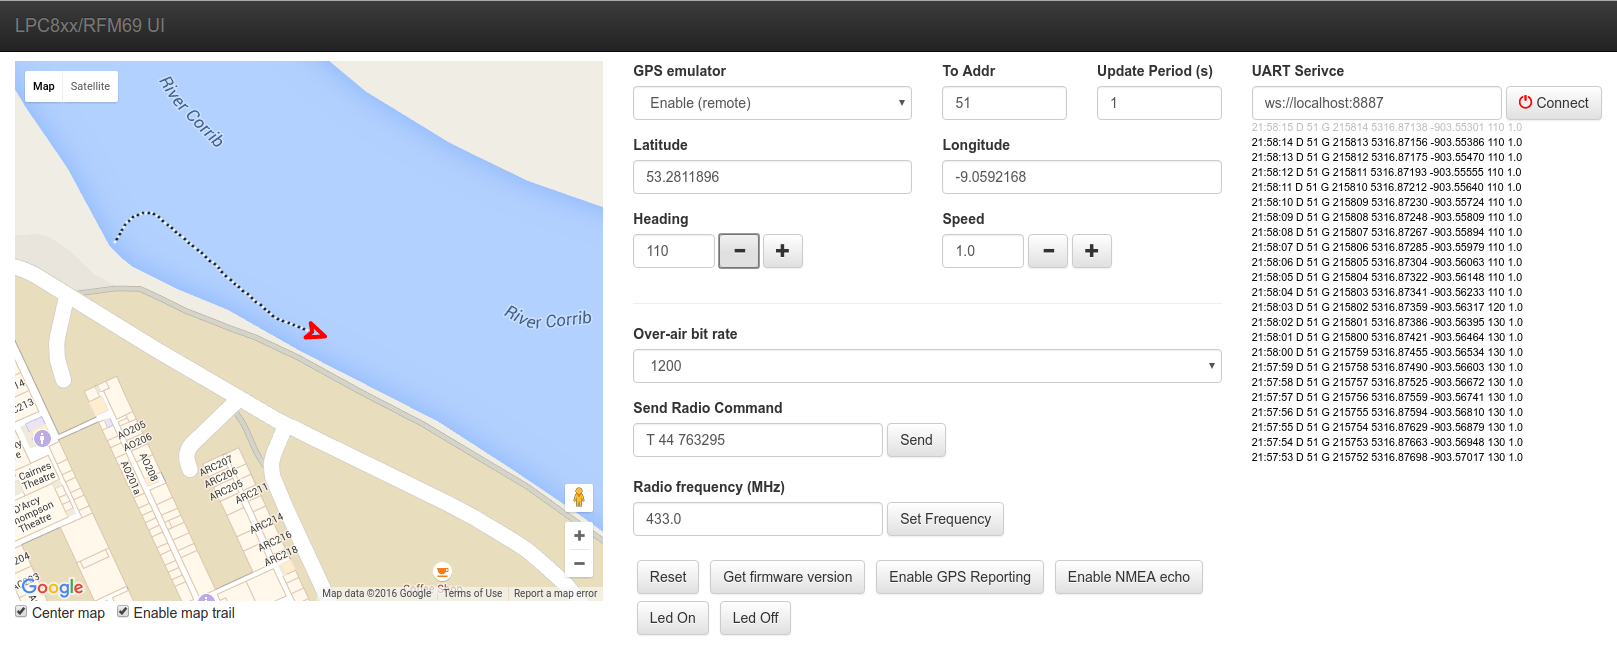 LPC8xx/RFM69 UI
Map Satellite
River Corrib
River Corrib
14
C213
AO205
AO206
AO208
AO201a
ARC207
ARC206
ARC205
ARC211
ARC214
ARC216
ARC218
Cairnes
Theatre
D'Arcy
hompson
Theatre
204
Coffee Shop
Google
Map data ©2016 Google Terms of Use Report a map error
Center map Enable map trail
GPS emulator To Addr Update Period (s)
Enable (remote) 51 1
Latitude Longitude
53.2811896 -9.0592168
Heading Speed
110 − + 1.0 − +
Over-air bit rate
1200
Send Radio Command
T 44 763295 Send
Radio frequency (MHz)
433.0 Set Frequency
Reset Get firmware version Enable GPS Reporting Enable NMEA echo
Led On Led Off
UART Serivce
ws://localhost:8887 Connect
21:58:15 D 51 G 215814 5316.87138 -903.55301 110 1.0
21:58:14 D 51 G 215813 5316.87156 -903.55386 110 1.0
21:58:13 D 51 G 215812 5316.87175 -903.55470 110 1.0
21:58:12 D 51 G 215811 5316.87193 -903.55555 110 1.0
21:58:11 D 51 G 215810 5316.87212 -903.55640 110 1.0
21:58:10 D 51 G 215809 5316.87230 -903.55724 110 1.0
21:58:09 D 51 G 215808 5316.87248 -903.55809 110 1.0
21:58:08 D 51 G 215807 5316.87267 -903.55894 110 1.0
21:58:07 D 51 G 215806 5316.87285 -903.55979 110 1.0
21:58:06 D 51 G 215805 5316.87304 -903.56063 110 1.0
21:58:05 D 51 G 215804 5316.87322 -903.56148 110 1.0
21:58:04 D 51 G 215803 5316.87341 -903.56233 110 1.0
21:58:03 D 51 G 215802 5316.87359 -903.56317 120 1.0
21:58:02 D 51 G 215801 5316.87386 -903.56395 130 1.0
21:58:01 D 51 G 215800 5316.87421 -903.56464 130 1.0
21:58:00 D 51 G 215759 5316.87455 -903.56534 130 1.0
21:57:59 D 51 G 215758 5316.87490 -903.56603 130 1.0
21:57:58 D 51 G 215757 5316.87525 -903.56672 130 1.0
21:57:57 D 51 G 215756 5316.87559 -903.56741 130 1.0
21:57:56 D 51 G 215755 5316.87594 -903.56810 130 1.0
21:57:55 D 51 G 215754 5316.87629 -903.56879 130 1.0
21:57:54 D 51 G 215753 5316.87663 -903.56948 130 1.0
21:57:53 D 51 G 215752 5316.87698 -903.57017 130 1.0